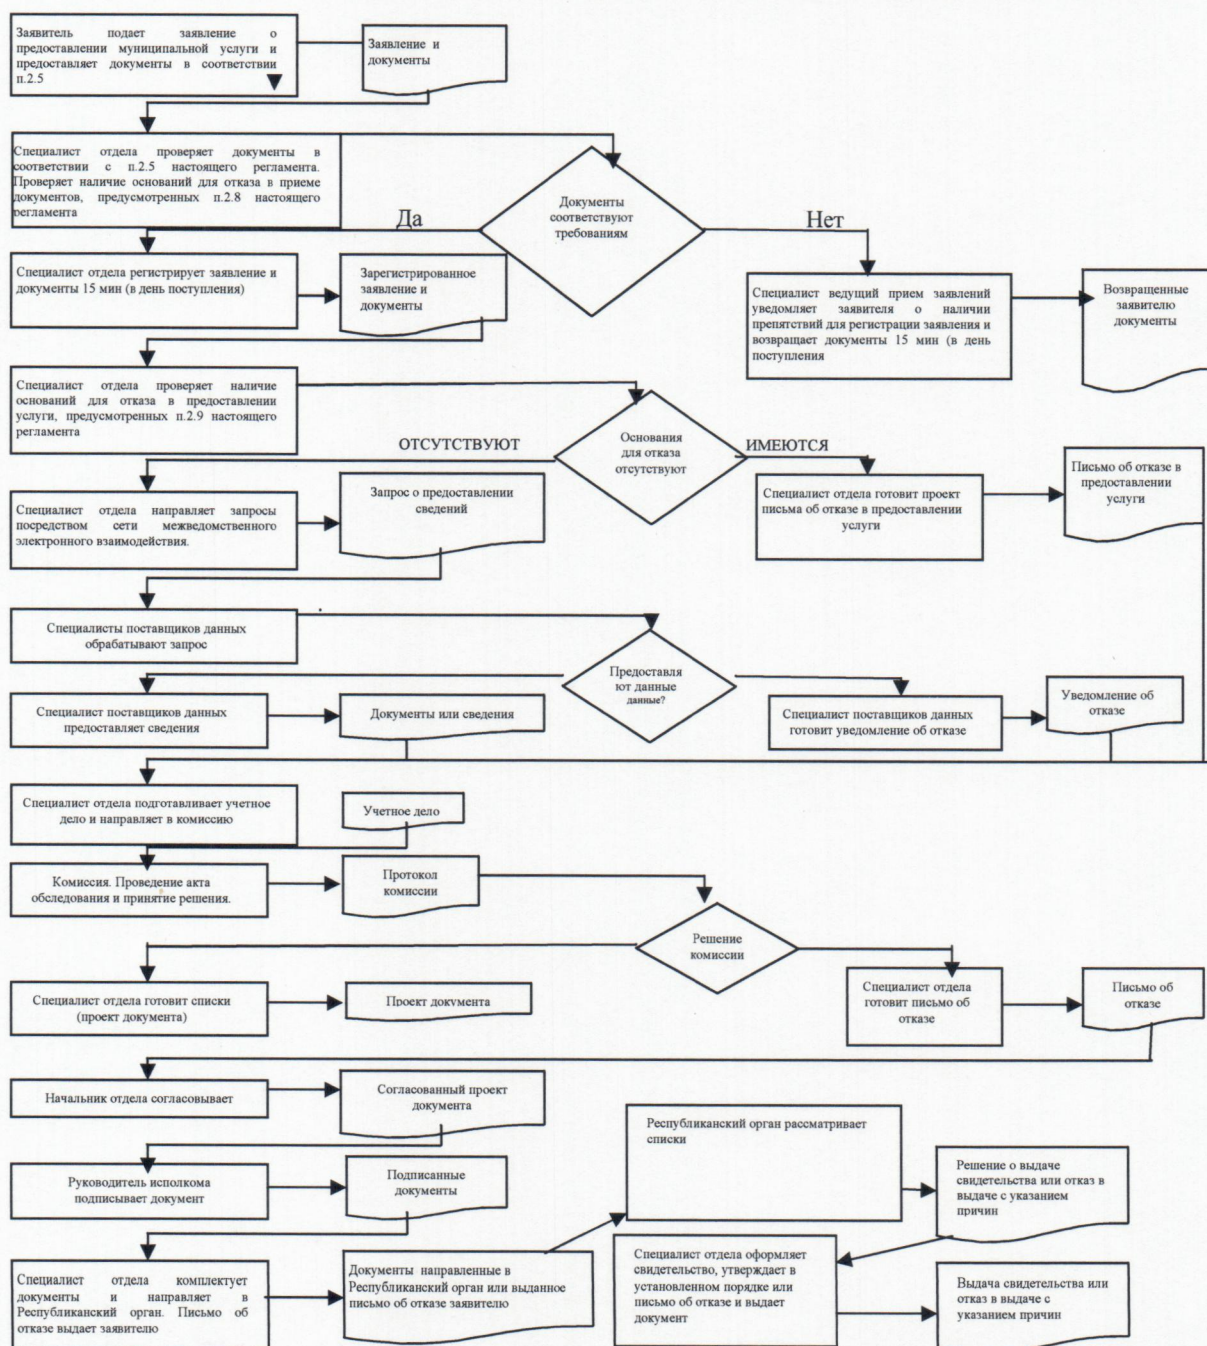 Заявитель подает заявление о
предоставлении муниципальной услуги и
предоставляет документы в соответствии
п.2.5
Заявление и
документы
Специалист отдела проверяет документы в
соответствии с п.2.5 настоящего регламента.
Проверяет наличие оснований для отказа в приеме
документов, предусмотренных п.2.8 настоящего
регламента
Документы
соответствуют
требованиям
Да
Нет
Специалист отдела регистрирует заявление и
документы 15 мин (в день поступления)
Зарегистрированное
заявление и
документы
Специалист ведущий прием заявлений
уведомляет заявителя о наличии
препятствий для регистрации заявления и
возвращает документы 15 мин (в день
поступления
Возвращенные
заявителю
документы
Специалист отдела проверяет наличие
оснований для отказа в предоставлении
услуги, предусмотренных п.2.9 настоящего
регламента
ОТСУТСТВУЮТ
Основания
для отказа
отсутствуют
ИМЕЮТСЯ
Специалист отдела направляет запросы
посредством сети межведомственного
электронного взаимодействия.
Запрос о предоставлении
сведений
Специалист отдела готовит проект
письма об отказе в предоставлении
услуги
Письмо об отказе в
предоставлении
услуги
Специалисты поставщиков данных
обрабатывают запрос
Предоставля
ют данные
данные?
Специалист поставщиков данных
предоставляет сведения
Документы или сведения
Специалист поставщиков данных
готовит уведомление об отказе
Уведомление об
отказе
Специалист отдела подготавливает учетное
дело и направляет в комиссию
Учетное дело
Комиссия. Проведение акта
обследования и принятие решения.
Протокол
комиссии
Решение
комиссии
Специалист отдела готовит списки
(проект документа)
Проект документа
Специалист отдела
готовит письмо об
отказе
Письмо об
отказе
Начальник отдела согласовывает
Согласованный проект
документа
Республиканский орган рассматривает
списки
Руководитель исполкома
подписывает документ
Подписанные
документы
Решение о выдаче
свидетельства или отказ в
выдаче с указанием
причин
Специалист отдела комплектует
документы и направляет в
Республиканский орган. Письмо об
отказе выдает заявителю
Документы направленные в
Республиканский орган или выданное
письмо об отказе заявителю
Специалист отдела оформляет
свидетельство, утверждает в
установленном порядке или
письмо об отказе и выдает
документ
Выдача свидетельства или
отказ в выдаче с
указанием причин